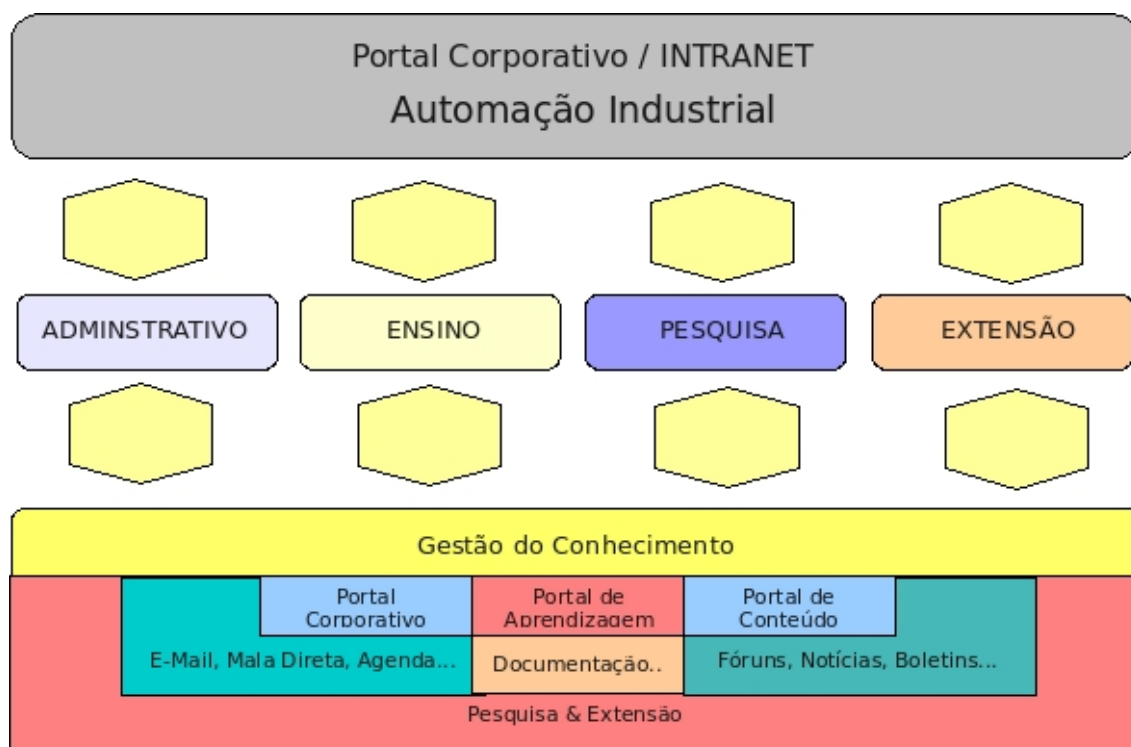 Portal Corporativo / INTRANET
Automação Industrial
ADMINSTRATIVO
ENSINO
PESQUISA
EXTENSÃO
Gestão do Conhecimento
Portal
Corporativo
Portal de
Aprendizagem
Portal de
Conteúdo
E-Mail, Mala Direta, Agenda...
Documentação..
Fóruns, Notícias, Boletins...
Pesquisa & Extensão